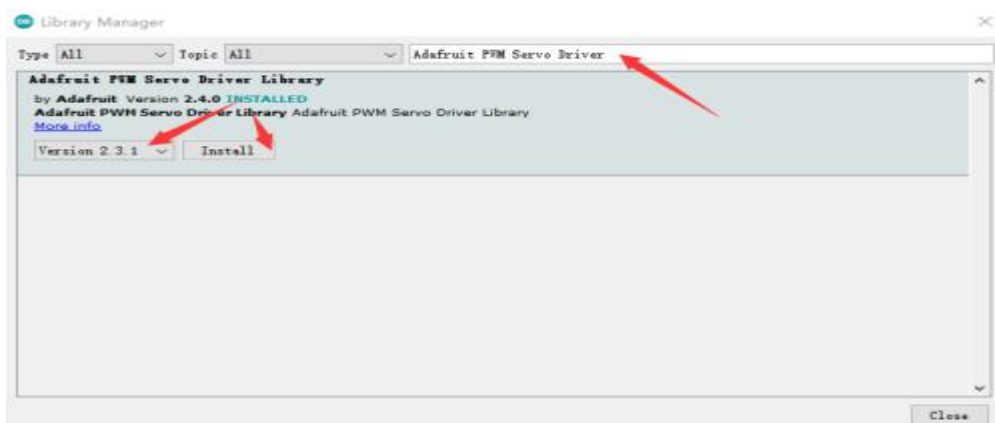 Library Manager
Type All Topic All Adafruit PWM Servo Driver
Adafruit PWM Servo Driver Library
by Adafruit Version 2.4.0 INSTALLED
Adafruit PWM Servo Driver Library Adafruit PWM Servo Driver Library
More info
Version 2.3.1 Install
Close